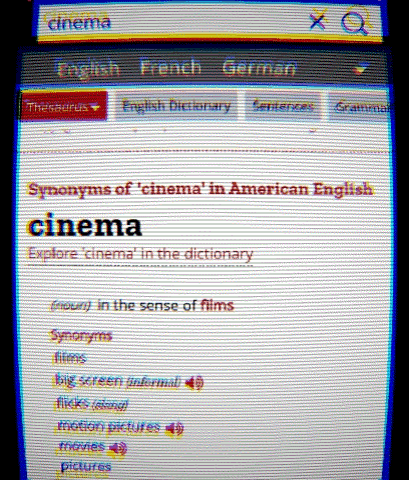 cinema
English French German
Thesaurus English Dictionary Sentences Grammar
Synonyms of 'cinema' in American English
cinema
Explore 'cinema' in the dictionary
(noun) in the sense of films
Synonyms
films
big screen (informal)
flicks (slang)
motion pictures
movies
pictures